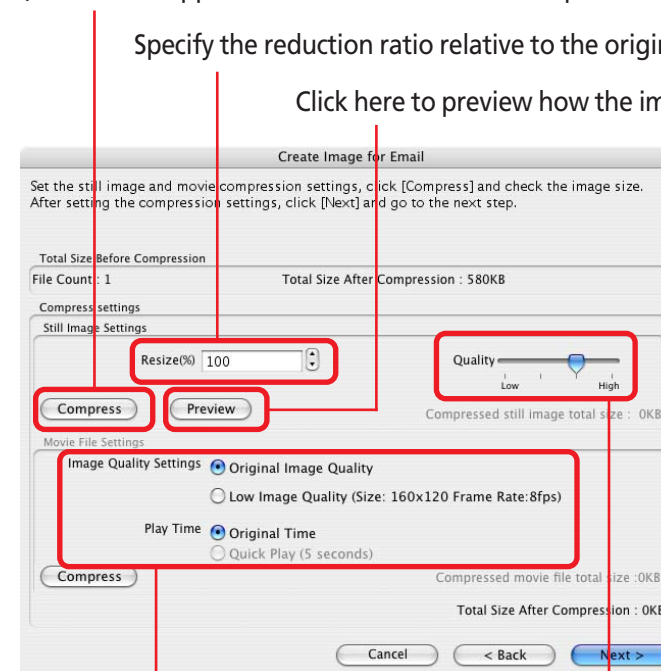 Specify the reduction ratio relative to the
Click here to preview how the
Create Image for Email
Set the still image and movie compression settings, click [Compress] and check the image size.
After setting the compression settings, click [Next] and go to the next step.
Total Size Before Compression
File Count : 1 Total Size After Compression : 580KB
Compress settings
Still Image Settings
Resize(%) 100 Quality
Low High
Compress Preview Compressed still image total size : 0KB
Movie File Settings
Image Quality Settings Original Image Quality
Low Image Quality (Size: 160x120 Frame Rate:8fps)
Play Time Original Time
Quick Play (5 seconds)
Compress Compressed movie file total size :0KB
Total Size After Compression : 0KB
Cancel < Back Next >